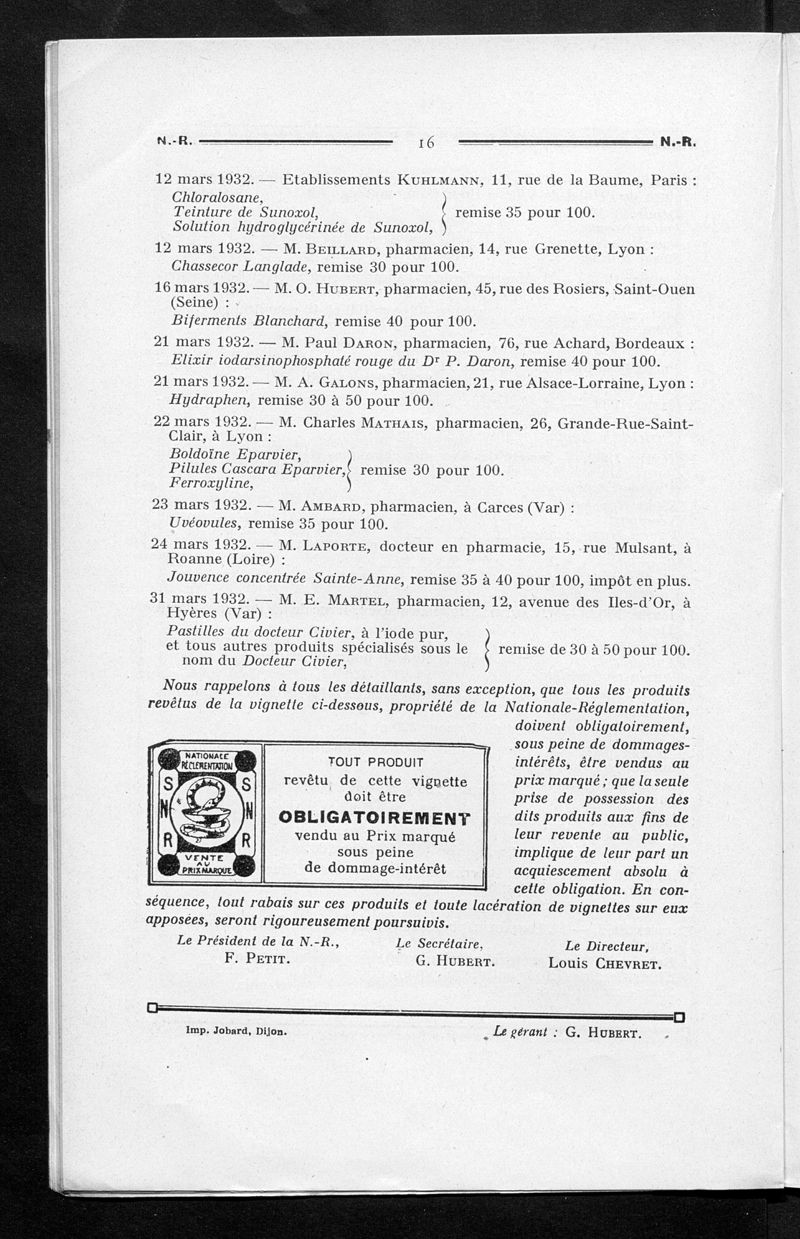 N.-R. 16 N.-R.
12 mars 1932. — Etablissements KUHLMANN, 11, rue de la Baume, Paris :
Chloralosane,
Teinture de Sunoxol,
Solution hydroglycérinée de Sunoxol,
remise 35 pour 100.
12 mars 1932. — M. BEILLARD, pharmacien, 14, rue Grenette, Lyon :
Chassecor Langlade, remise 30 pour 100.
16 mars 1932. — M. O. HUBERT, pharmacien, 45, rue des Rosiers, Saint-Ouen
(Seine) :
Biferments Blanchard, remise 40 pour 100.
21 mars 1932. — M. Paul DARON, pharmacien, 76, rue Achard, Bordeaux :
Elixir iodarsinophosphaté rouge du Dr P. Daron, remise 40 pour 100.
21 mars 1932. — M. A. GALONS, pharmacien, 21, rue Alsace-Lorraine, Lyon :
Hydraphen, remise 30 à 50 pour 100.
22 mars 1932. — M. Charles MATHAIS, pharmacien, 26, Grande-Rue-Saint-
Clair, à Lyon :
Boldoïne Eparvier,
Pilules Cascara Eparvier,
Ferroxyline,
remise 30 pour 100.
23 mars 1932. — M. AMBARD, pharmacien, à Carces (Var) :
Uvéovules, remise 35 pour 100.
24 mars 1932. — M. LAPORTE, docteur en pharmacie, 15, rue Mulsant, à
Roanne (Loire) :
Jouvence concentrée Sainte-Anne, remise 35 à 40 pour 100, impôt en plus.
31 mars 1932. — M. E. MARTEL, pharmacien, 12, avenue des Iles-d'Or, à
Hyères (Var) :
Pastilles du docteur Civier, à l'iode pur,
et tous autres produits spécialisés sous le
nom du Docteur Civier,
remise de 30 à 50 pour 100.
Nous rappelons à tous les détaillants, sans exception, que tous les produits
revêtus de la vignette ci-dessous, propriété de la Nationale-Réglementation,
doivent obligatoirement,
sous peine de dommages-
intérêts, être vendus au
prix marqué ; que la seule
prise de possession des
dits produits aux fins de
leur revente au public,
implique de leur part un
acquiescement absolu à
cette obligation. En con-
séquence, tout rabais sur ces produits et toute lacération de vignettes sur eux
apposées, seront rigoureusement poursuivis.
NATIONALE
RÉGLEMENTATION
S S
N N
R R
VENTE
AU
PRIX MARQUÉ
TOUT PRODUIT
revêtu de cette vignette
doit être
OBLIGATOIREMENT
vendu au Prix marqué
sous peine
de dommage-intérêt
Le Président de la N.-R.,
F. PETIT.
Le Secrétaire,
G. HUBERT.
Le Directeur,
Louis CHEVRET.
Imp. Jobard, Dijon.
Le gérant : G. HUBERT.